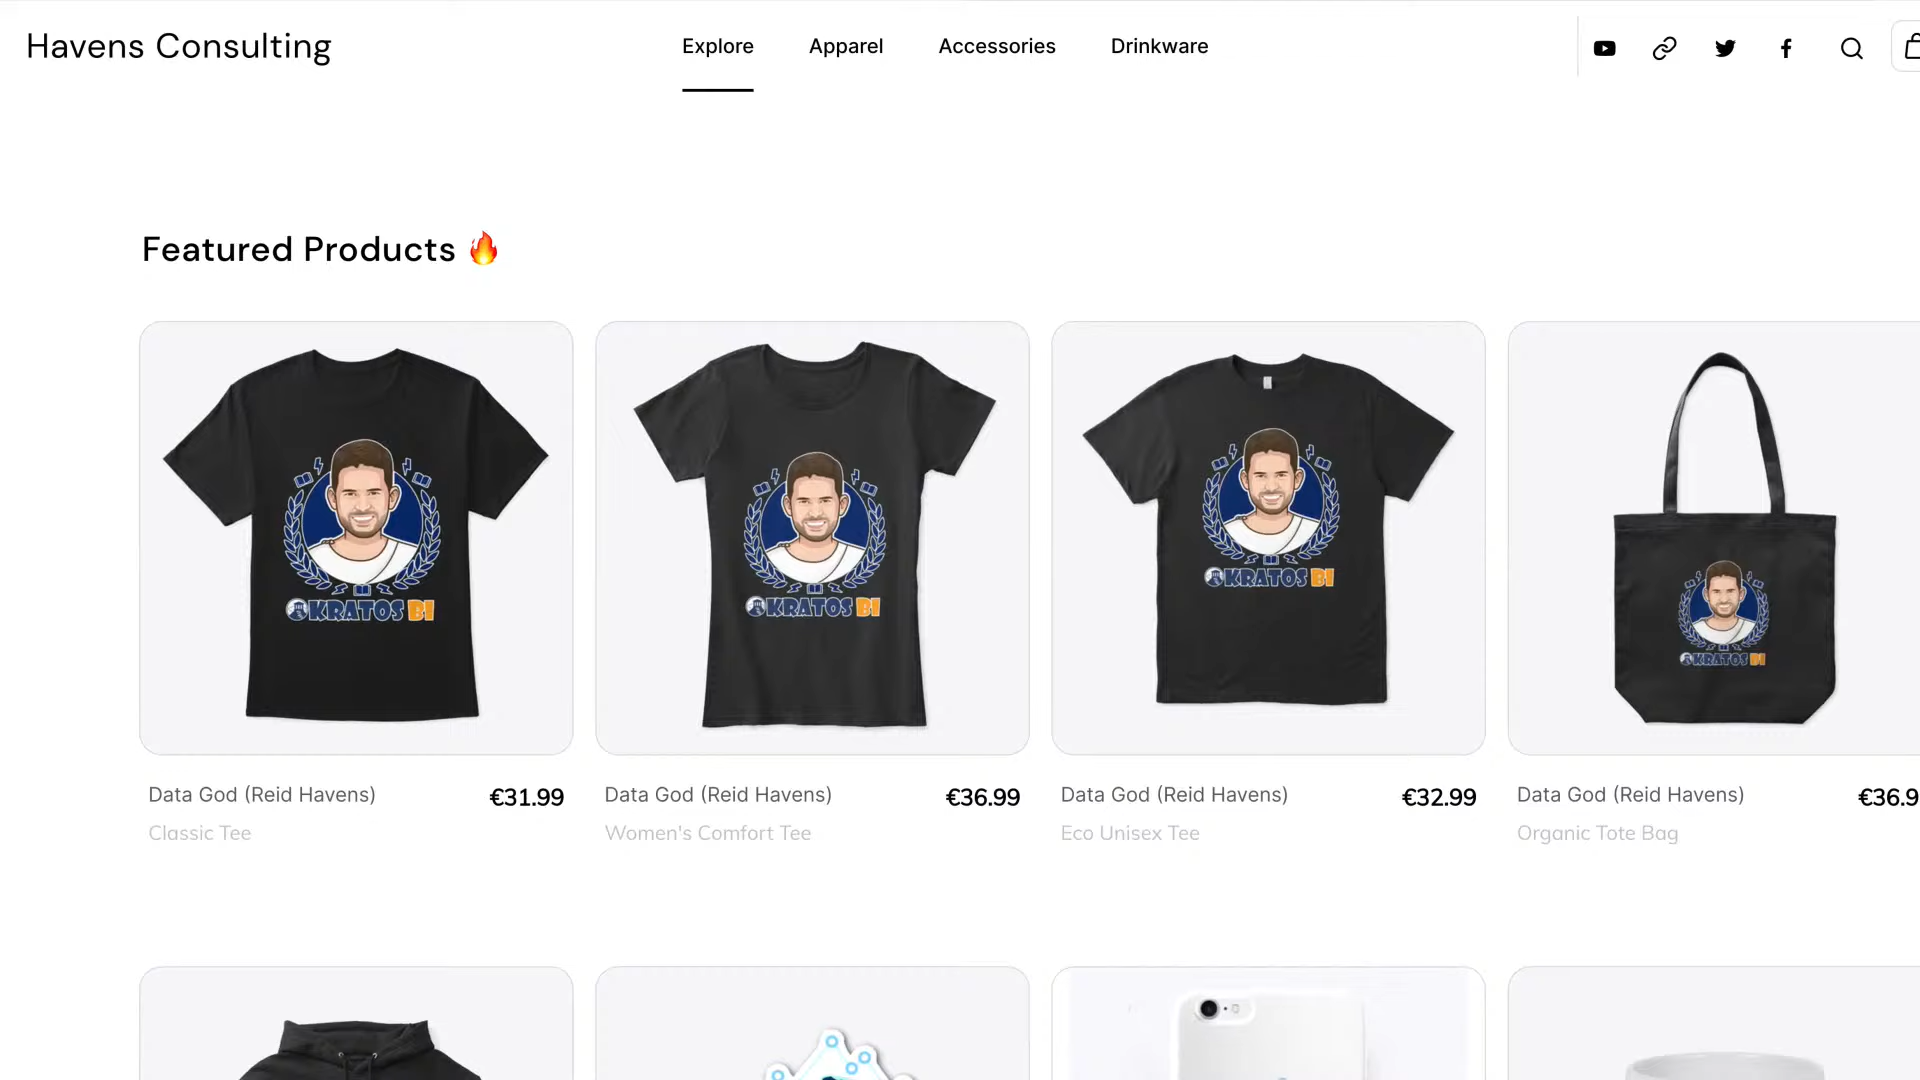 Havens Consulting
Explore
Apparel
Accessories
Drinkware
Featured Products 🔥
KRATOS BI
KRATOS BI
KRATOS BI
KRATOS BI
Data God (Reid Havens)
€31.99
Classic Tee
Data God (Reid Havens)
€36.99
Women's Comfort Tee
Data God (Reid Havens)
€32.99
Eco Unisex Tee
Data God (Reid Havens)
€36.9
Organic Tote Bag